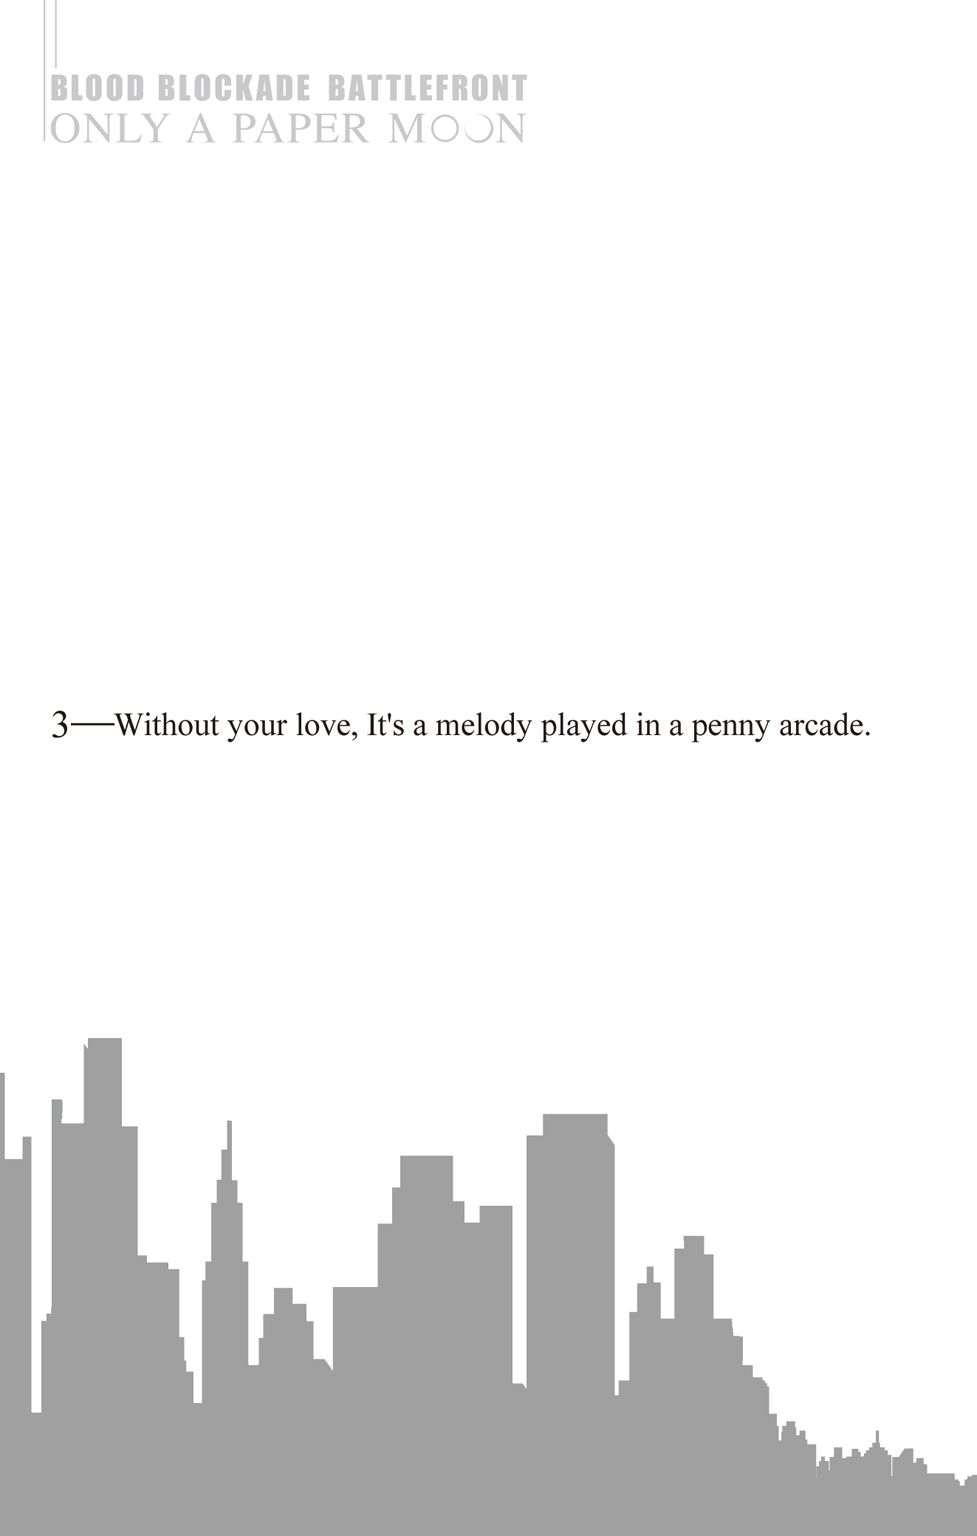 BLOOD BLOCKADE BATTLEFRONT
ONLY A PAPER MOON
3—Without your love, It's a melody played in a penny arcade.